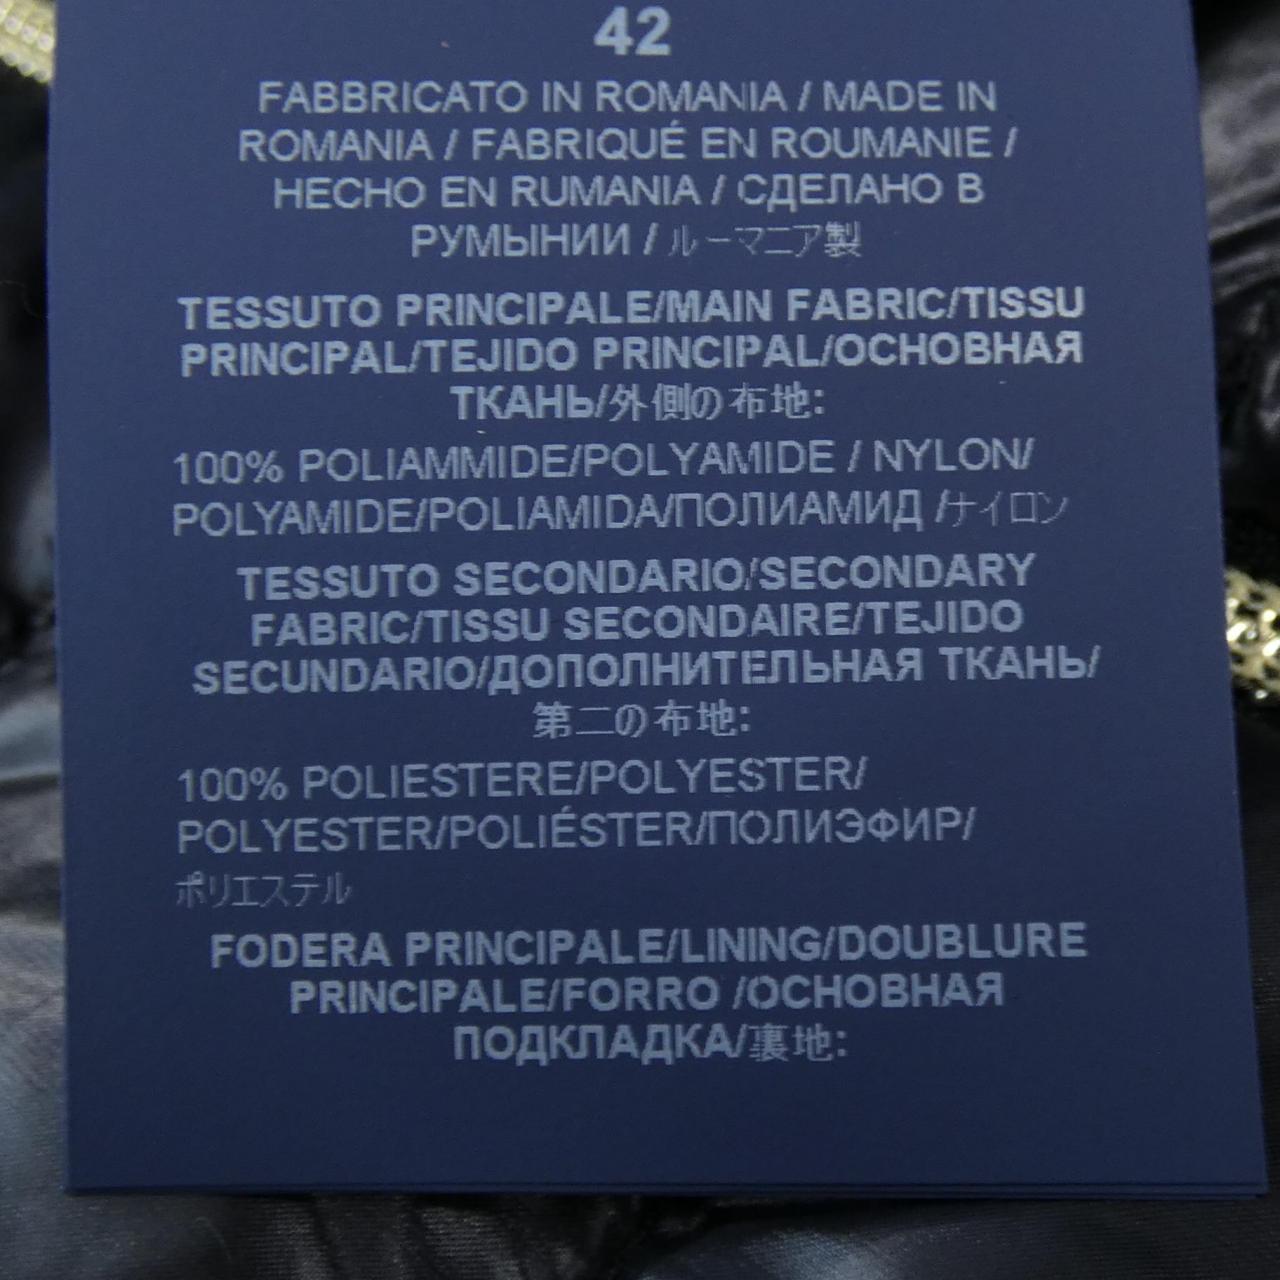 42
FABBRICATO IN ROMANIA / MADE IN
ROMANIA / FABRIQUÉ EN ROUMANIE /
HECHO EN RUMANIA / СДЕЛАНО В
РУМЫНИИ / ルーマニア製
TESSUTO PRINCIPALE/MAIN FABRIC/TISSU
PRINCIPAL/TEJIDO PRINCIPAL/ОСНОВНАЯ
ТКАНЬ/外側の布地:
100% POLIAMMIDE/POLYAMIDE / NYLON/
POLYAMIDE/POLIAMIDA/ПОЛИАМИД /ナイロン
TESSUTO SECONDARIO/SECONDARY
FABRIC/TISSU SECONDAIRE/TEJIDO
SECUNDARIO/ДОПОЛНИТЕЛЬНАЯ ТКАНЬ/
第二の布地:
100% POLIESTERE/POLYESTER/
POLYESTER/POLIÉSTER/ПОЛИЭФИР/
ポリエステル
FODERA PRINCIPALE/LINING/DOUBLURE
PRINCIPALE/FORRO /ОСНОВНАЯ
ПОДКЛАДКА/裏地: